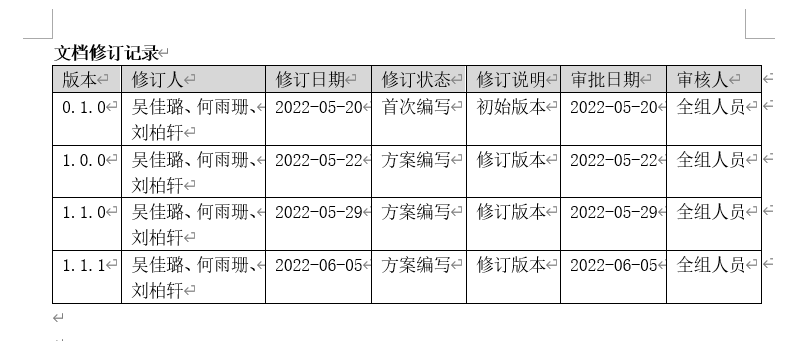 文档修订记录
版本 修订人 修订日期 修订状态 修订说明 审批日期 审核人
0.1.0 吴佳璐、何雨珊、 2022-05-20 首次编写 初始版本 2022-05-20 全组人员
刘柏轩
1.0.0 吴佳璐、何雨珊、 2022-05-22 方案编写 修订版本 2022-05-22 全组人员
刘柏轩
1.1.0 吴佳璐、何雨珊、 2022-05-29 方案编写 修订版本 2022-05-29 全组人员
刘柏轩
1.1.1 吴佳璐、何雨珊、 2022-06-05 方案编写 修订版本 2022-06-05 全组人员
刘柏轩